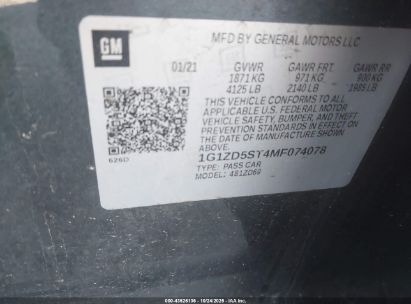 GM
MFD BY GENERAL MOTORS LLC
01/21 GVWR GAWR FRT GAWR RR
1871 KG 971 KG 900 KG
4125 LB 2140 LB 1985 LB
THIS VEHICLE CONFORMS TO ALL
APPLICABLE U.S. FEDERAL MOTOR
VEHICLE SAFETY, BUMPER, AND THEFT
PREVENTION STANDARDS IN EFFECT ON
THE DATE OF MANUFACTURE SHOWN ABOVE.
626D
1G1ZD5ST4MF074078
TYPE: PASS CAR
MODEL: 481ZD69